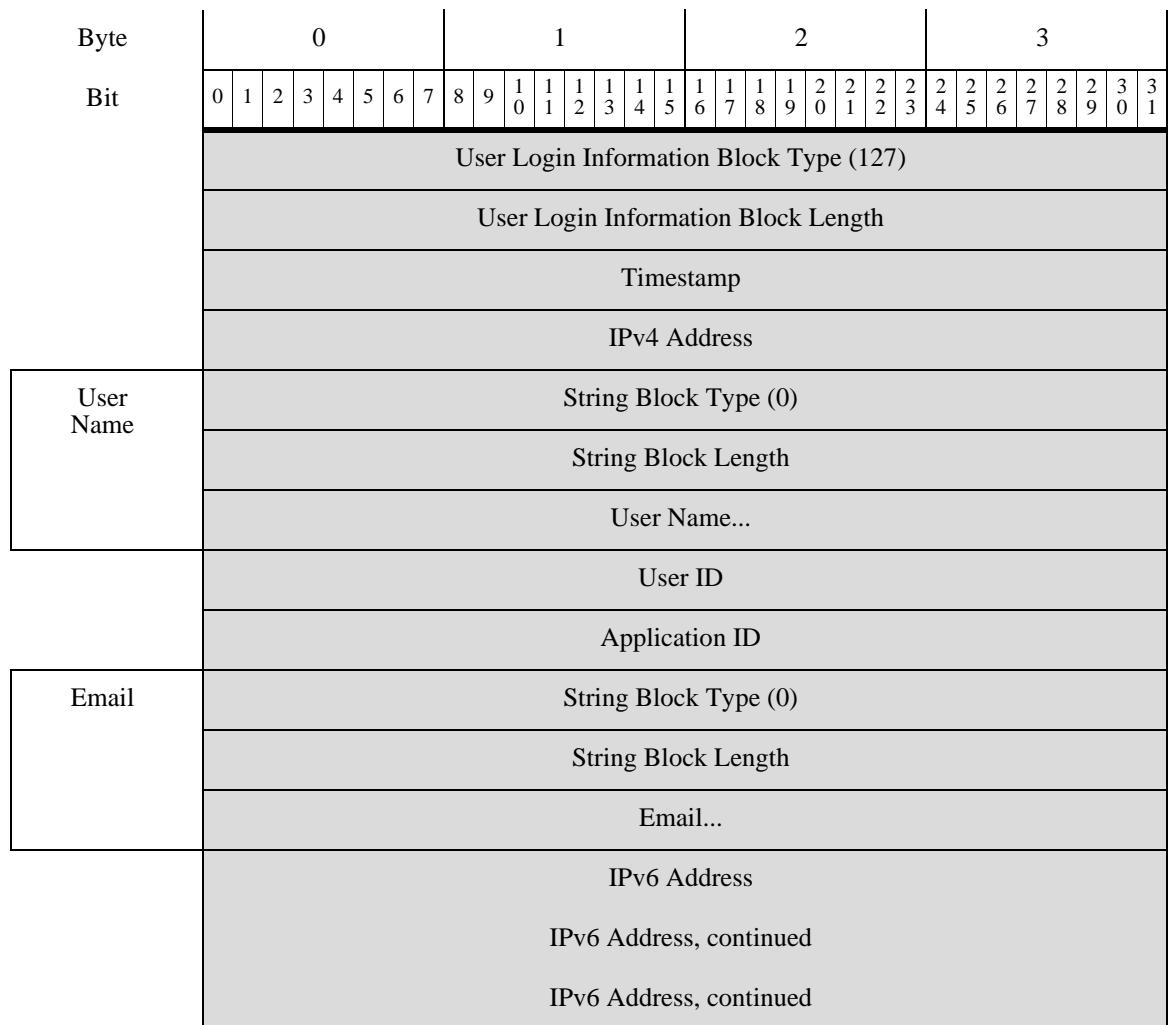 Byte 0 1 2 3
Bit 0 1 2 3 4 5 6 7 8 9 10 11 12 13 14 15 16 17 18 19 20 21 22 23 24 25 26 27 28 29 30 31
User Login Information Block Type (127)
User Login Information Block Length
Timestamp
IPv4 Address
User
Name
String Block Type (0)
String Block Length
User Name...
User ID
Application ID
Email
String Block Type (0)
String Block Length
Email...
IPv6 Address
IPv6 Address, continued
IPv6 Address, continued